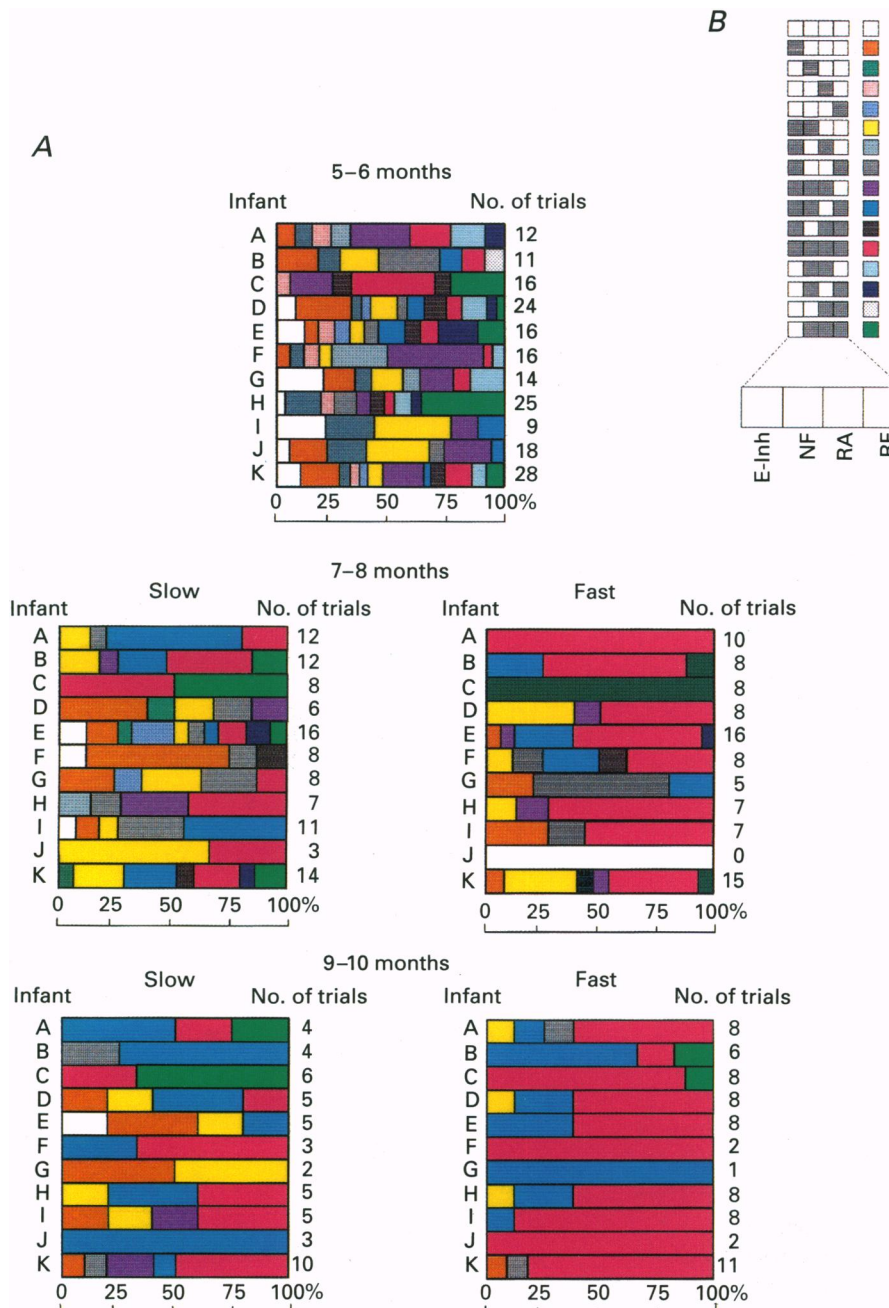 B
A
5–6 months
Infant No. of trials
A 12
B 11
C 16
D 24
E 16
F 16
G 14
H 25
I 9
J 18
K 28
0 25 50 75 100%
E-Inh
NF
RA
7–8 months
Slow
Infant No. of trials
A 12
B 12
C 8
D 6
E 16
F 8
G 8
H 7
I 11
J 3
K 14
0 25 50 75 100%
Fast
Infant No. of trials
A 10
B 8
C 8
D 8
E 16
F 8
G 5
H 7
I 7
J 0
K 15
0 25 50 75 100%
9–10 months
Slow
Infant No. of trials
A 4
B 4
C 6
D 5
E 5
F 3
G 2
H 5
I 5
J 3
K 10
0 25 50 75 100%
Fast
Infant No. of trials
A 8
B 6
C 8
D 8
E 8
F 2
G 1
H 8
I 8
J 2
K 11
0 25 50 75 100%